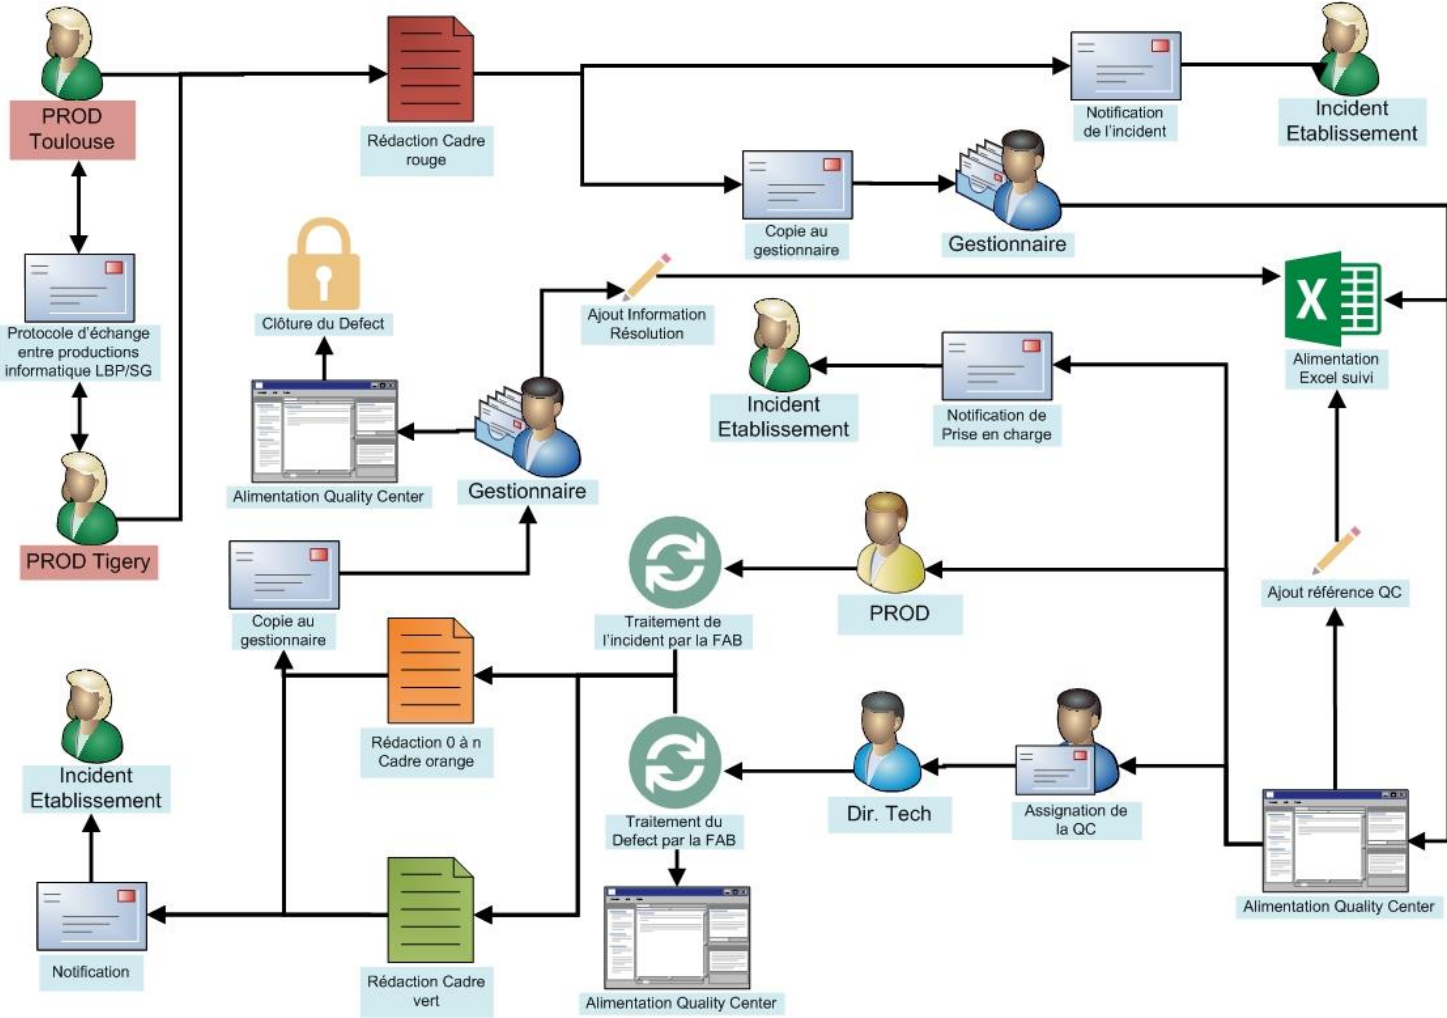 PROD
Toulouse
Rédaction Cadre
rouge
Notification
de l'incident
Incident
Etablissement
Copie au
gestionnaire
Gestionnaire
Protocole d'échange
entre productions
informatique LBP/SG
Clôture du Defect
Ajout Information
Résolution
X
Alimentation
Excel suivi
Incident
Etablissement
Notification de
Prise en charge
Alimentation Quality Center
Gestionnaire
PROD Tigery
Copie au
gestionnaire
Traitement de
l'incident par la FAB
PROD
Ajout référence QC
Rédaction 0 à n
Cadre orange
Incident
Etablissement
Traitement du
Defect par la FAB
Dir. Tech
Assignation de
la QC
Alimentation Quality Center
Notification
Rédaction Cadre
vert
Alimentation Quality Center